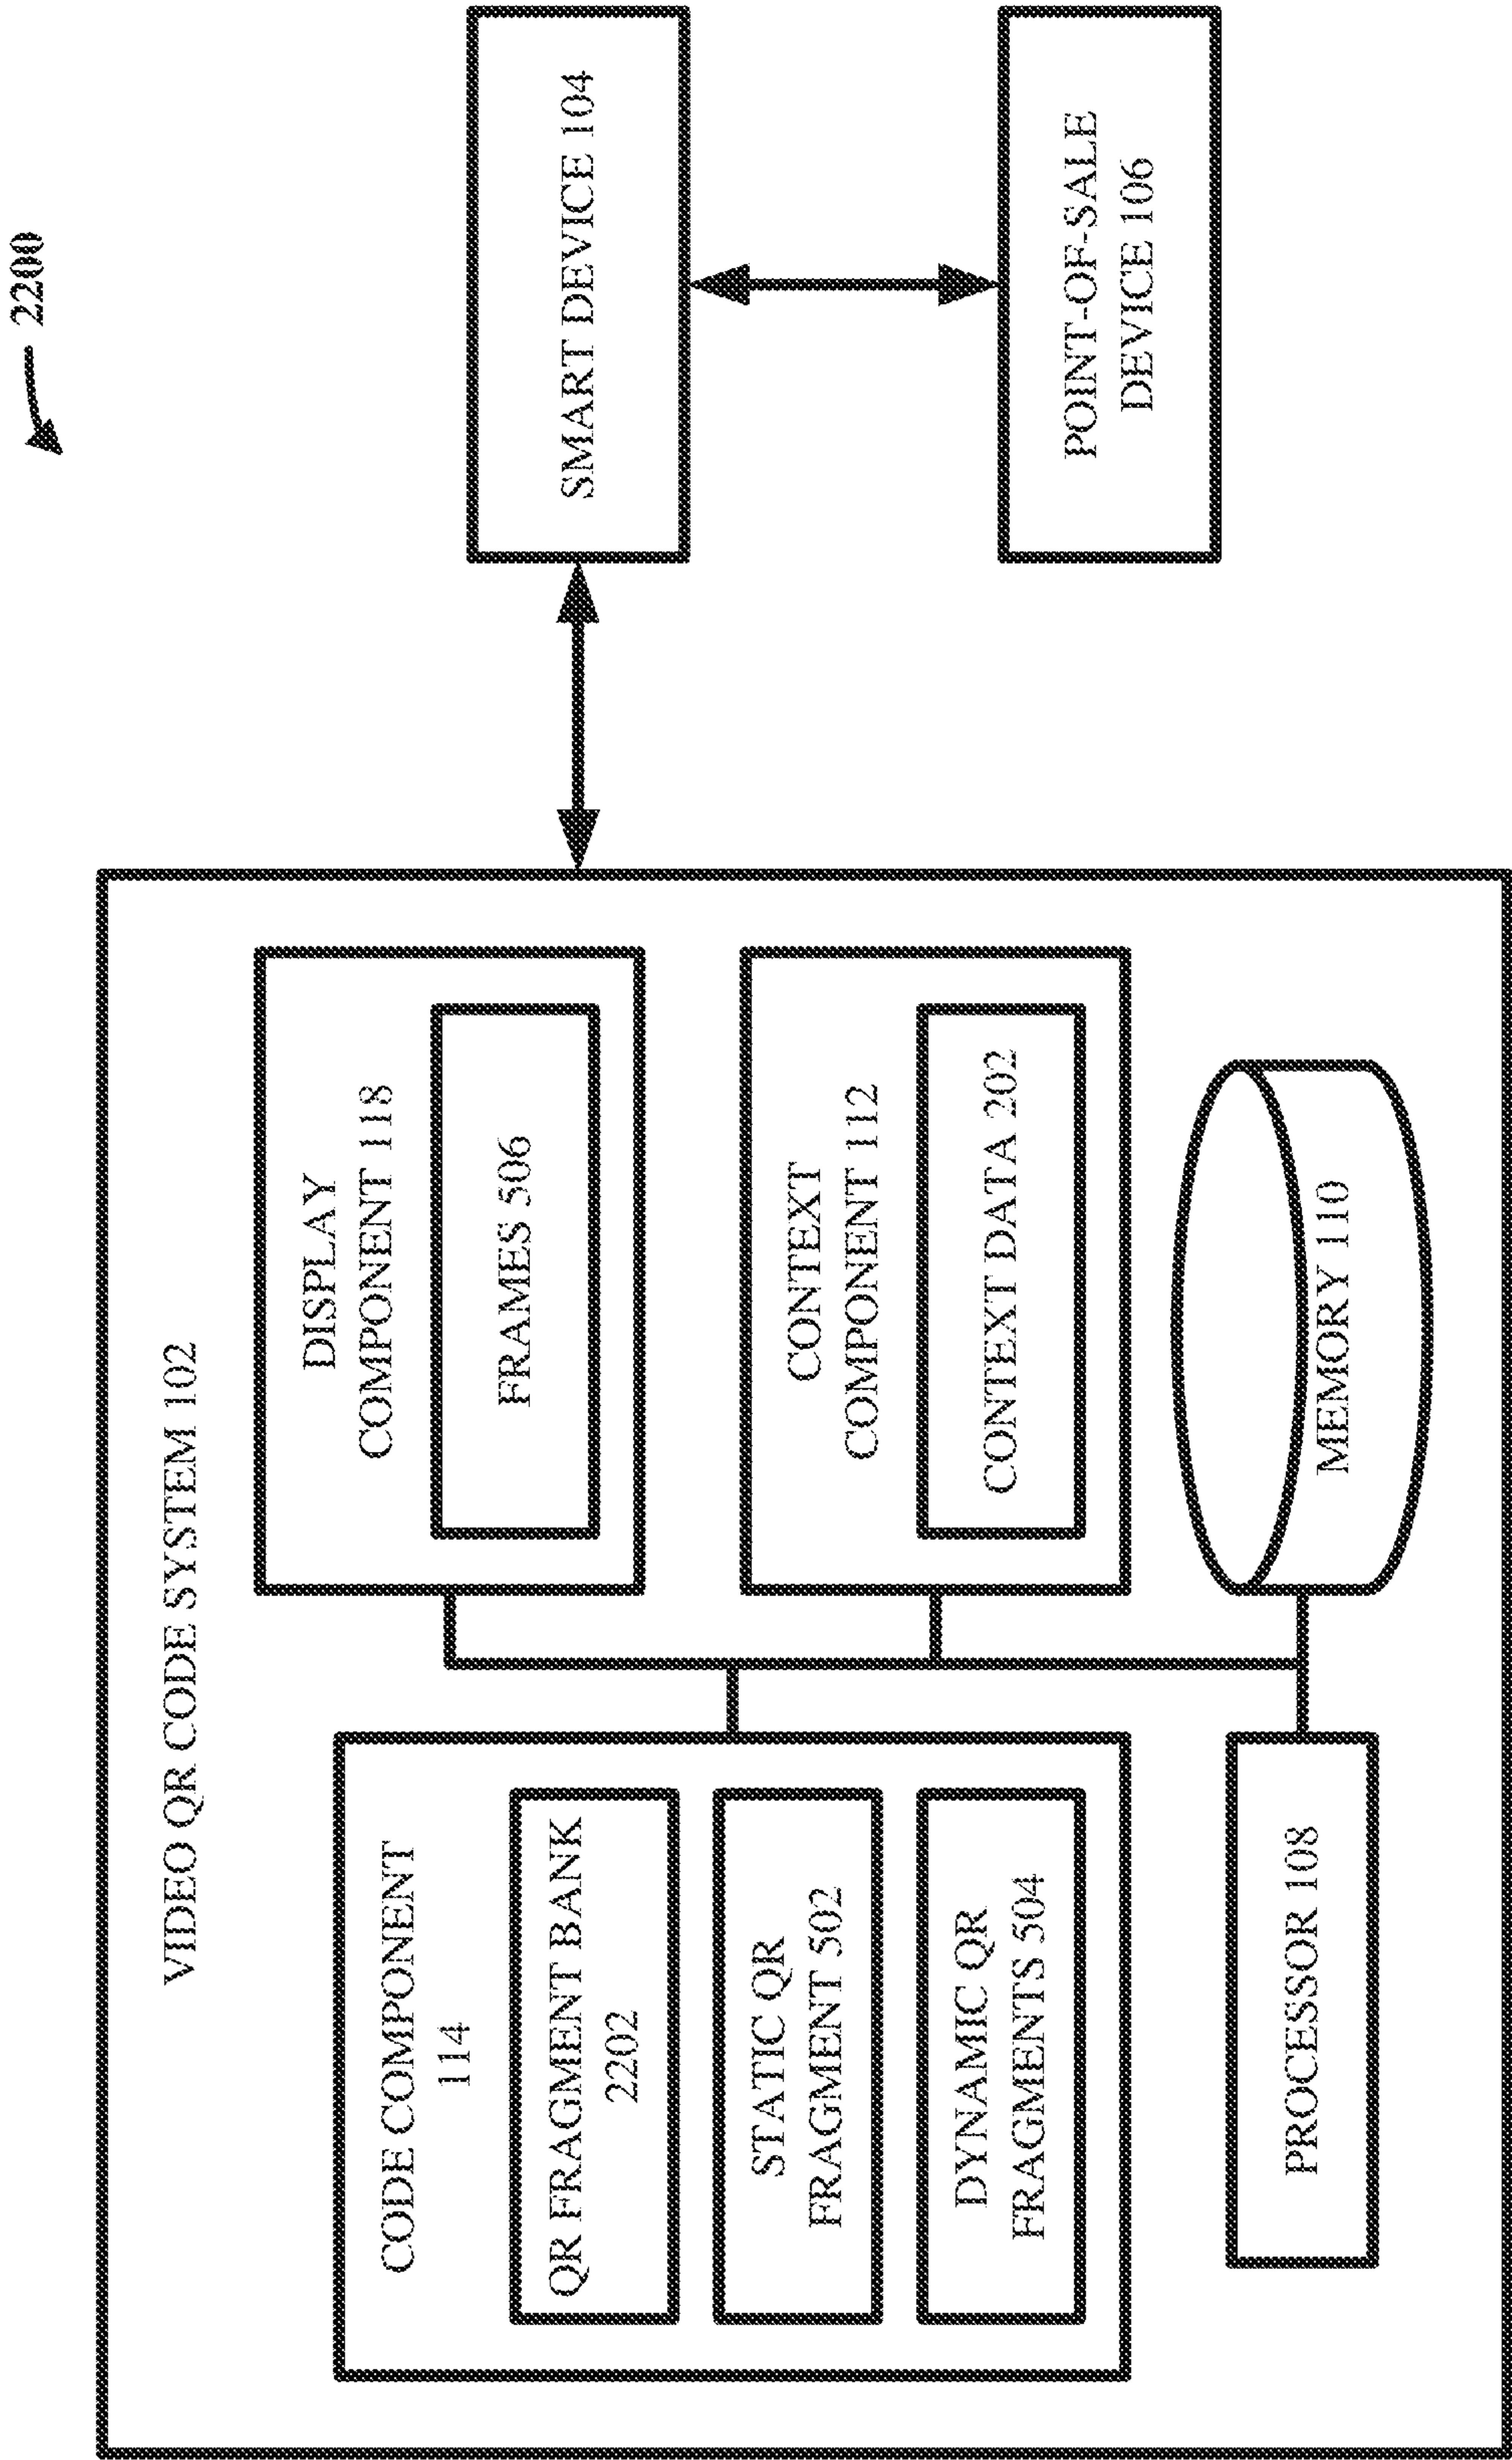 2200
VIDEO QR CODE SYSTEM 102
CODE COMPONENT
114
QR FRAGMENT BANK
2202
STATIC QR
FRAGMENT 502
DYNAMIC QR
FRAGMENTS 504
PROCESSOR 108
DISPLAY
COMPONENT 118
FRAMES 506
CONTEXT
COMPONENT 112
CONTEXT DATA 202
MEMORY 110
SMART DEVICE 104
POINT-OF-SALE
DEVICE 106